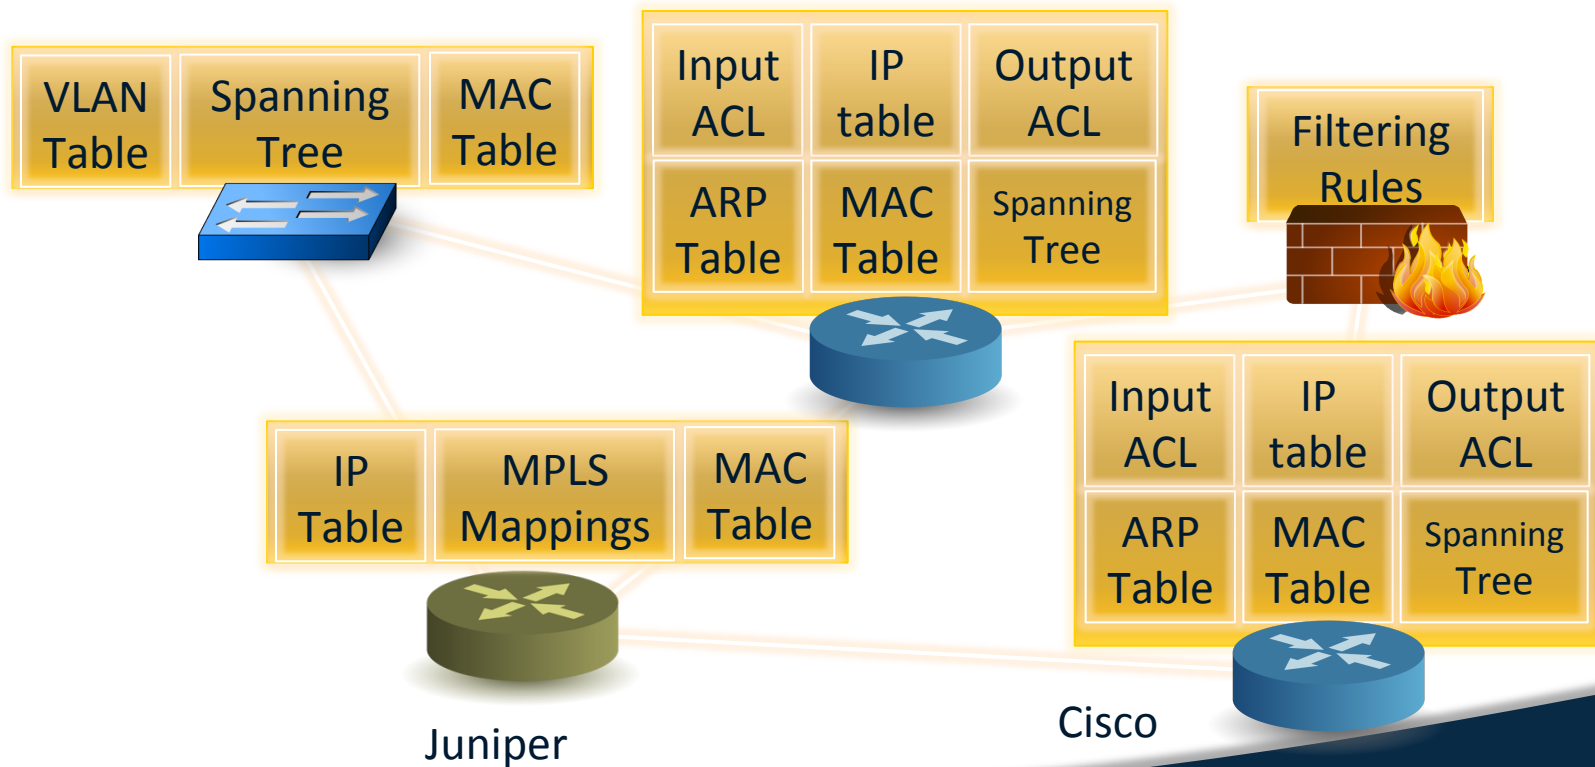 VLAN
Table
Spanning
Tree
MAC
Table
Input
ACL
IP
table
Output
ACL
ARP
Table
MAC
Table
Spanning
Tree
Filtering
Rules
IP
Table
MPLS
Mappings
MAC
Table
Input
ACL
IP
table
Output
ACL
ARP
Table
MAC
Table
Spanning
Tree
Juniper
Cisco